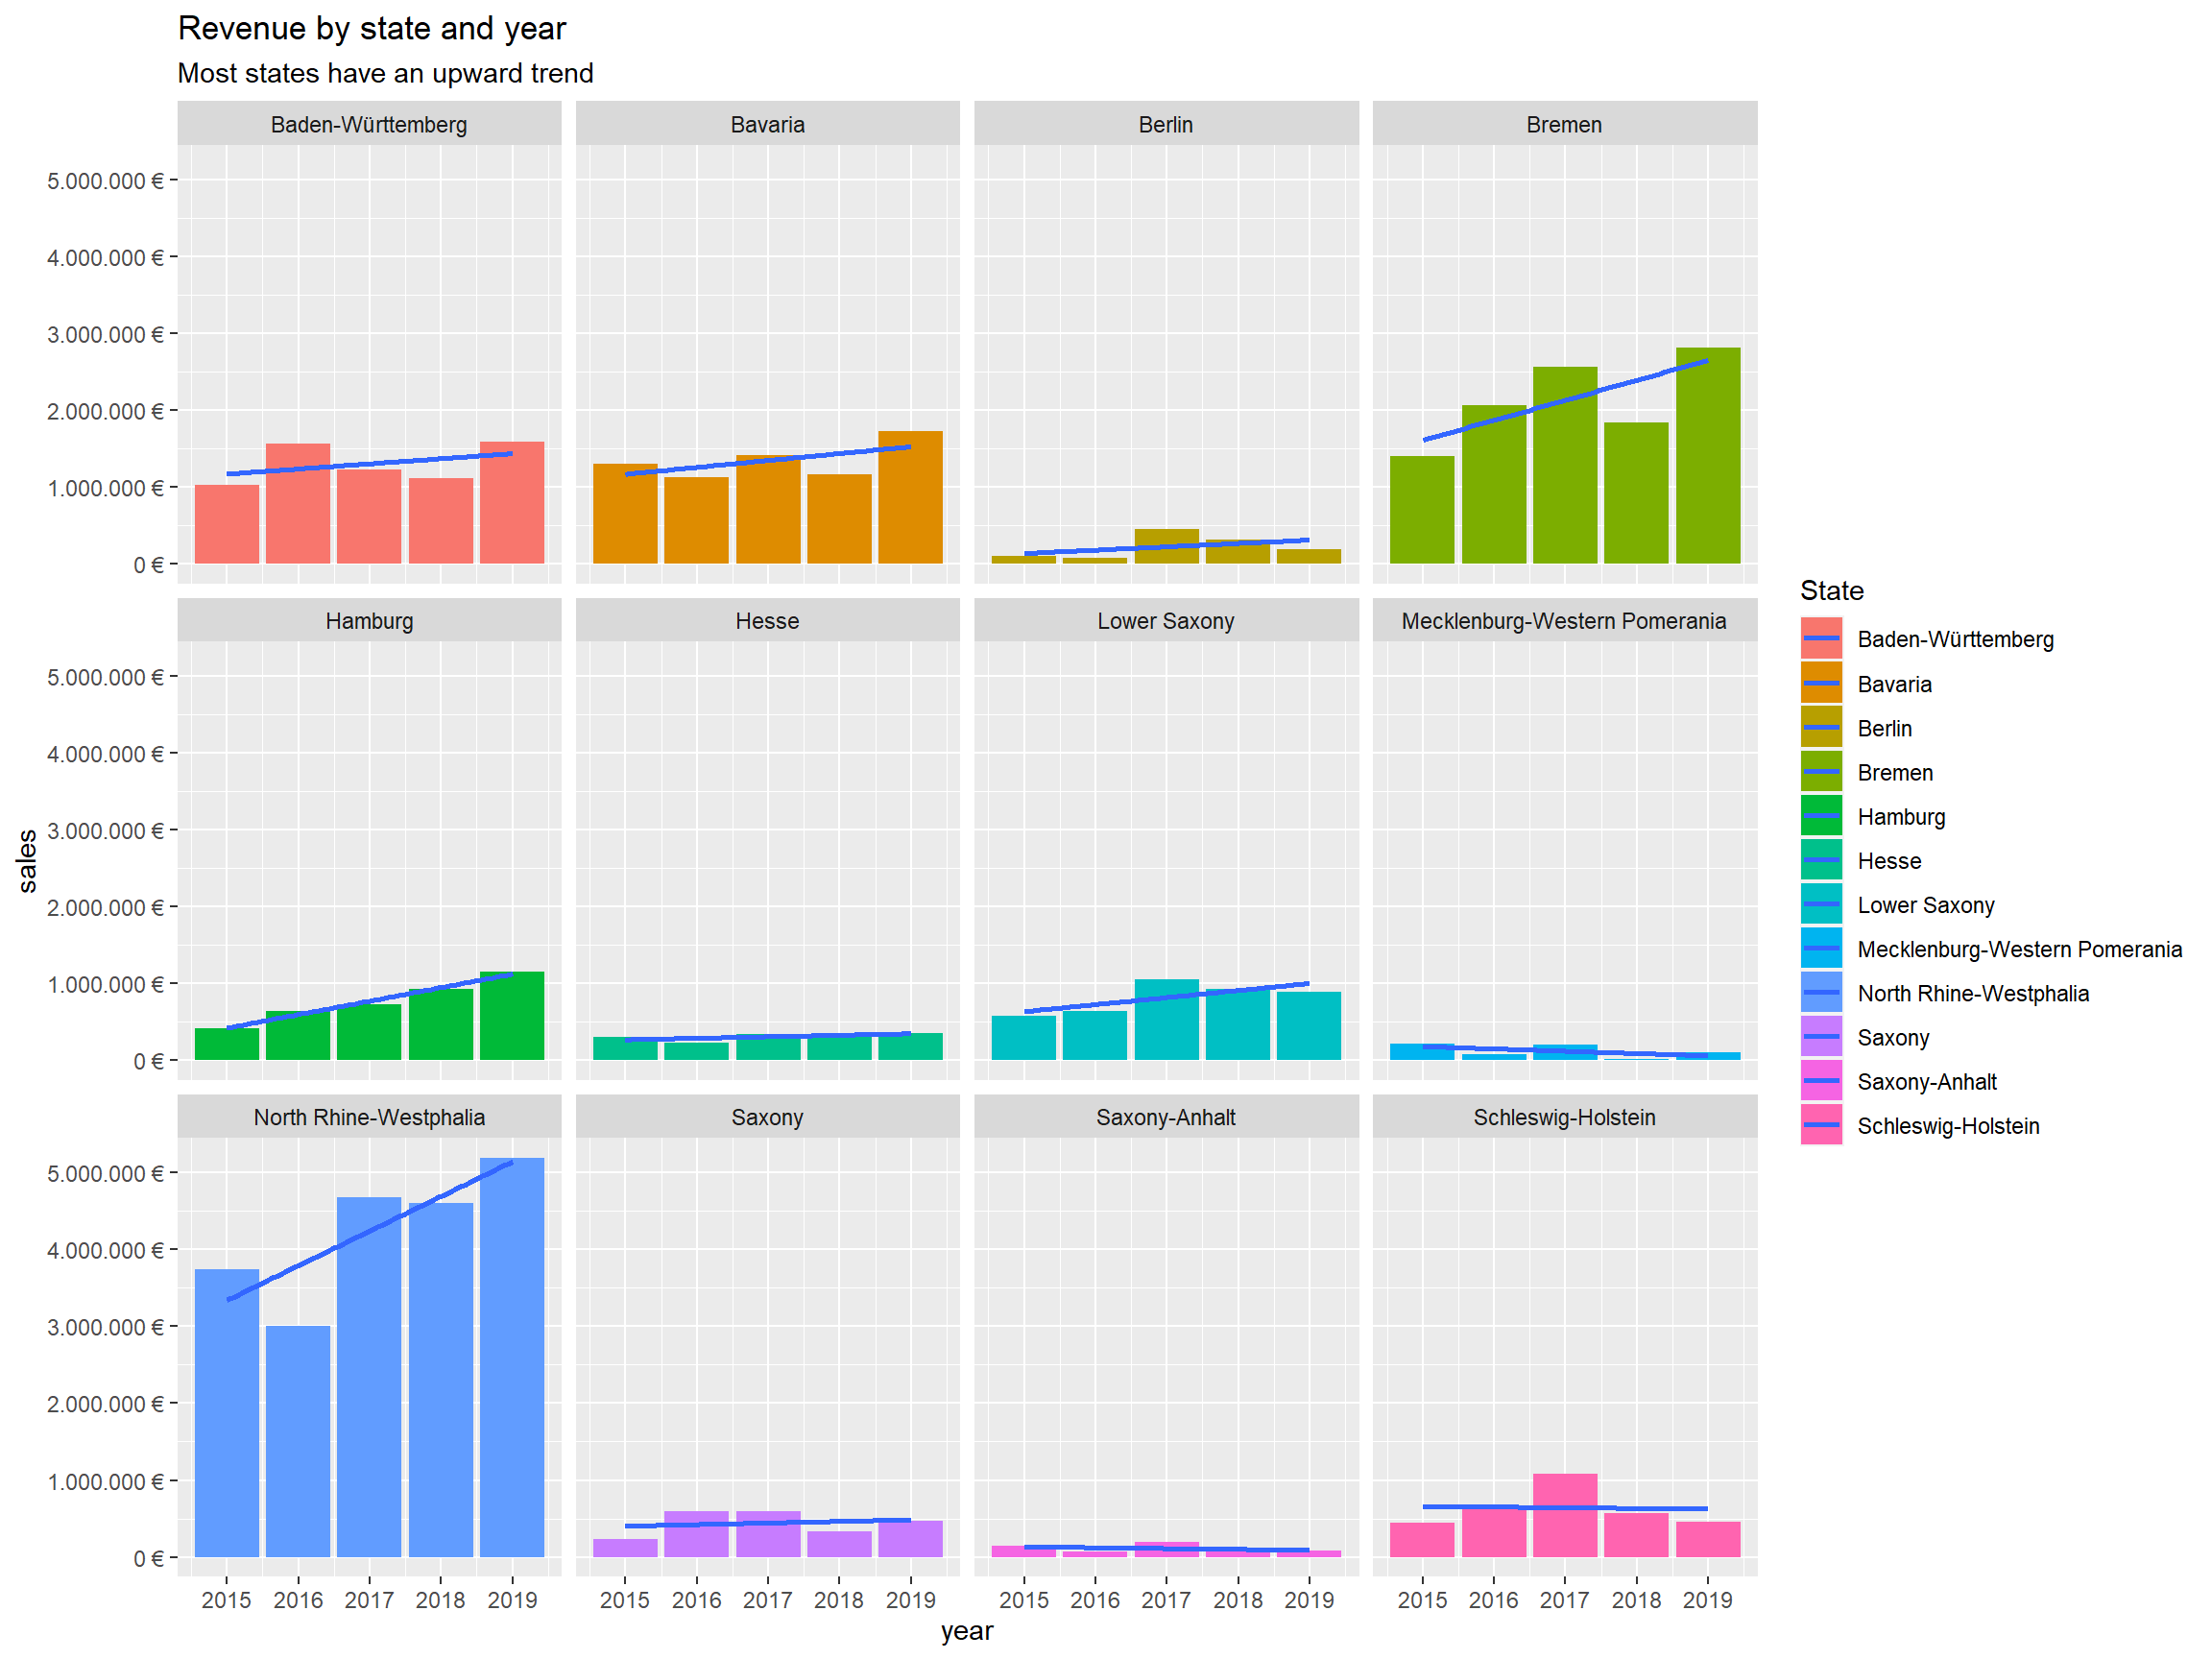 Revenue by state and year
Most states have an upward trend
Baden-Württemberg
Bavaria
Berlin
Bremen
5.000.000 €
4.000.000 €
3.000.000 €
2.000.000 €
1.000.000 €
0 €
Hamburg
Hesse
Lower Saxony
Mecklenburg-Western Pomerania
5.000.000 €
4.000.000 €
3.000.000 €
2.000.000 €
1.000.000 €
0 €
North Rhine-Westphalia
Saxony
Saxony-Anhalt
Schleswig-Holstein
5.000.000 €
4.000.000 €
3.000.000 €
2.000.000 €
1.000.000 €
0 €
2015 2016 2017 2018 2019
2015 2016 2017 2018 2019
2015 2016 2017 2018 2019
2015 2016 2017 2018 2019
year
sales
State
Baden-Württemberg
Bavaria
Berlin
Bremen
Hamburg
Hesse
Lower Saxony
Mecklenburg-Western Pomerania
North Rhine-Westphalia
Saxony
Saxony-Anhalt
Schleswig-Holstein